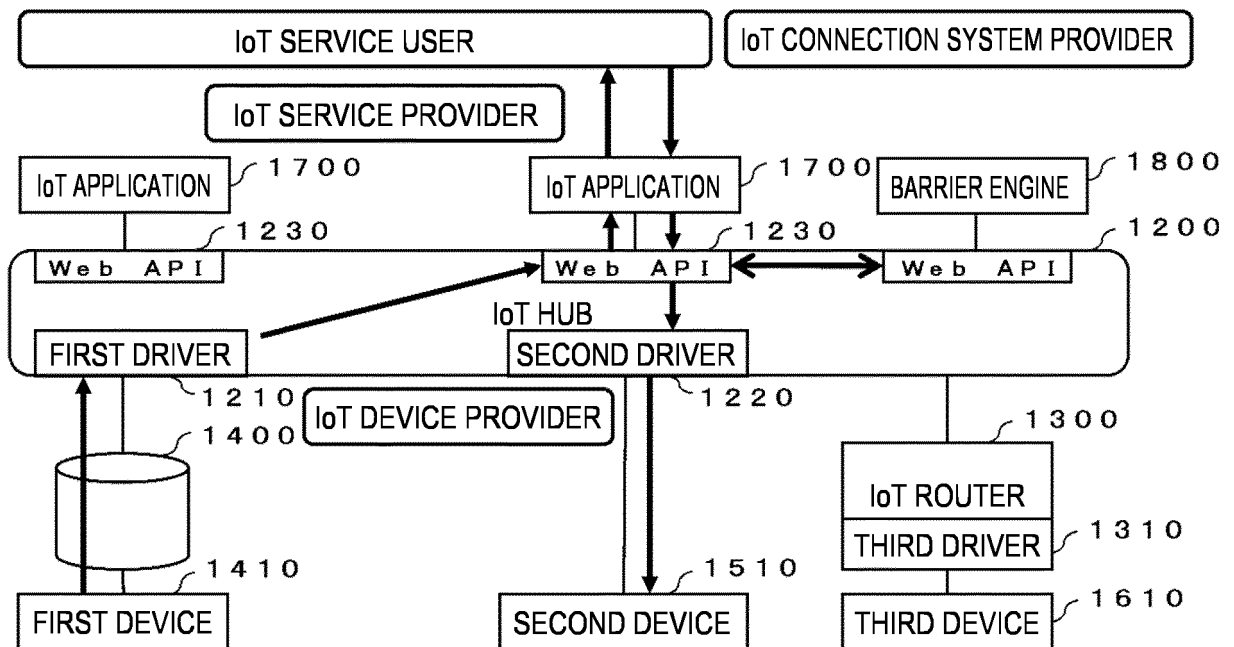 IoT SERVICE USER
IoT CONNECTION SYSTEM PROVIDER
IoT SERVICE PROVIDER
IoT APPLICATION
1700
IoT APPLICATION
1700
BARRIER ENGINE
1800
1230
1230
1200
Web API
Web API
Web API
IoT HUB
FIRST DRIVER
SECOND DRIVER
1210
IoT DEVICE PROVIDER
1220
1400
1300
IoT ROUTER
THIRD DRIVER
1310
1410
1510
1610
FIRST DEVICE
SECOND DEVICE
THIRD DEVICE